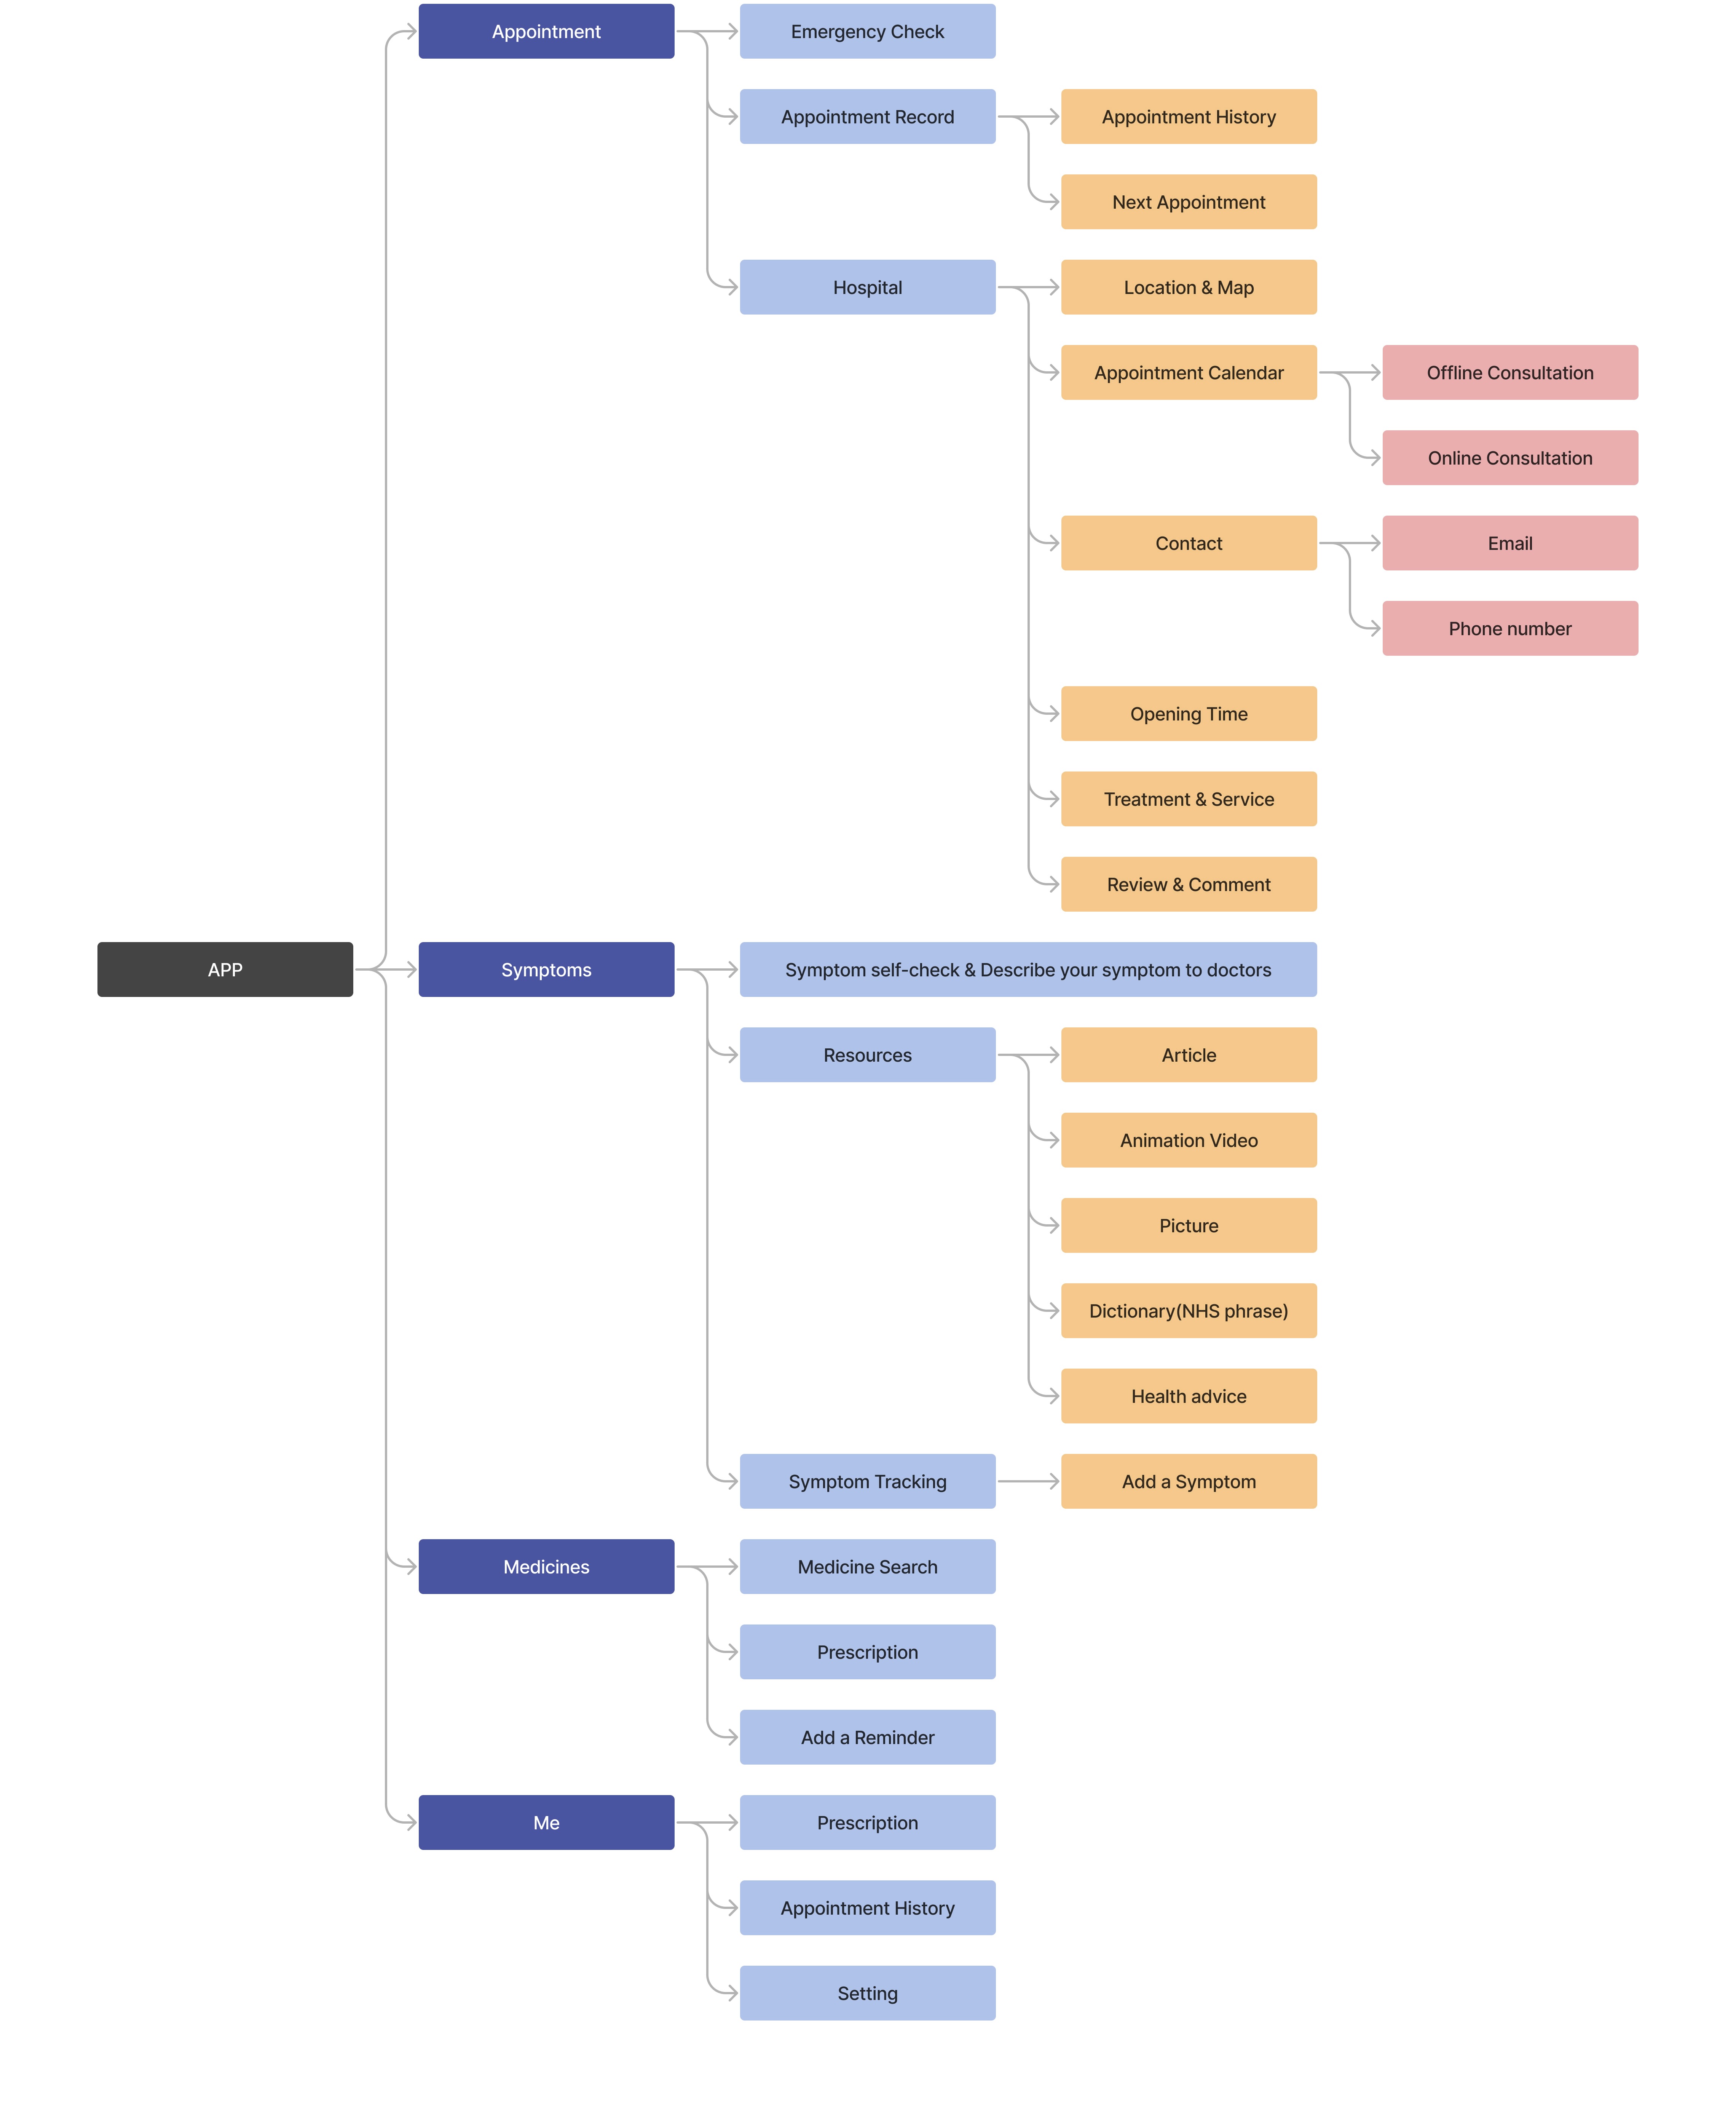 Appointment
Emergency Check
Appointment Record
Appointment History
Next Appointment
Hospital
Location & Map
Appointment Calendar
Offline Consultation
Online Consultation
Contact
Email
Phone number
Opening Time
Treatment & Service
Review & Comment
APP
Symptoms
Symptom self-check & Describe your symptom to doctors
Resources
Article
Animation Video
Picture
Dictionary(NHS phrase)
Health advice
Symptom Tracking
Add a Symptom
Medicines
Medicine Search
Prescription
Add a Reminder
Me
Prescription
Appointment History
Setting